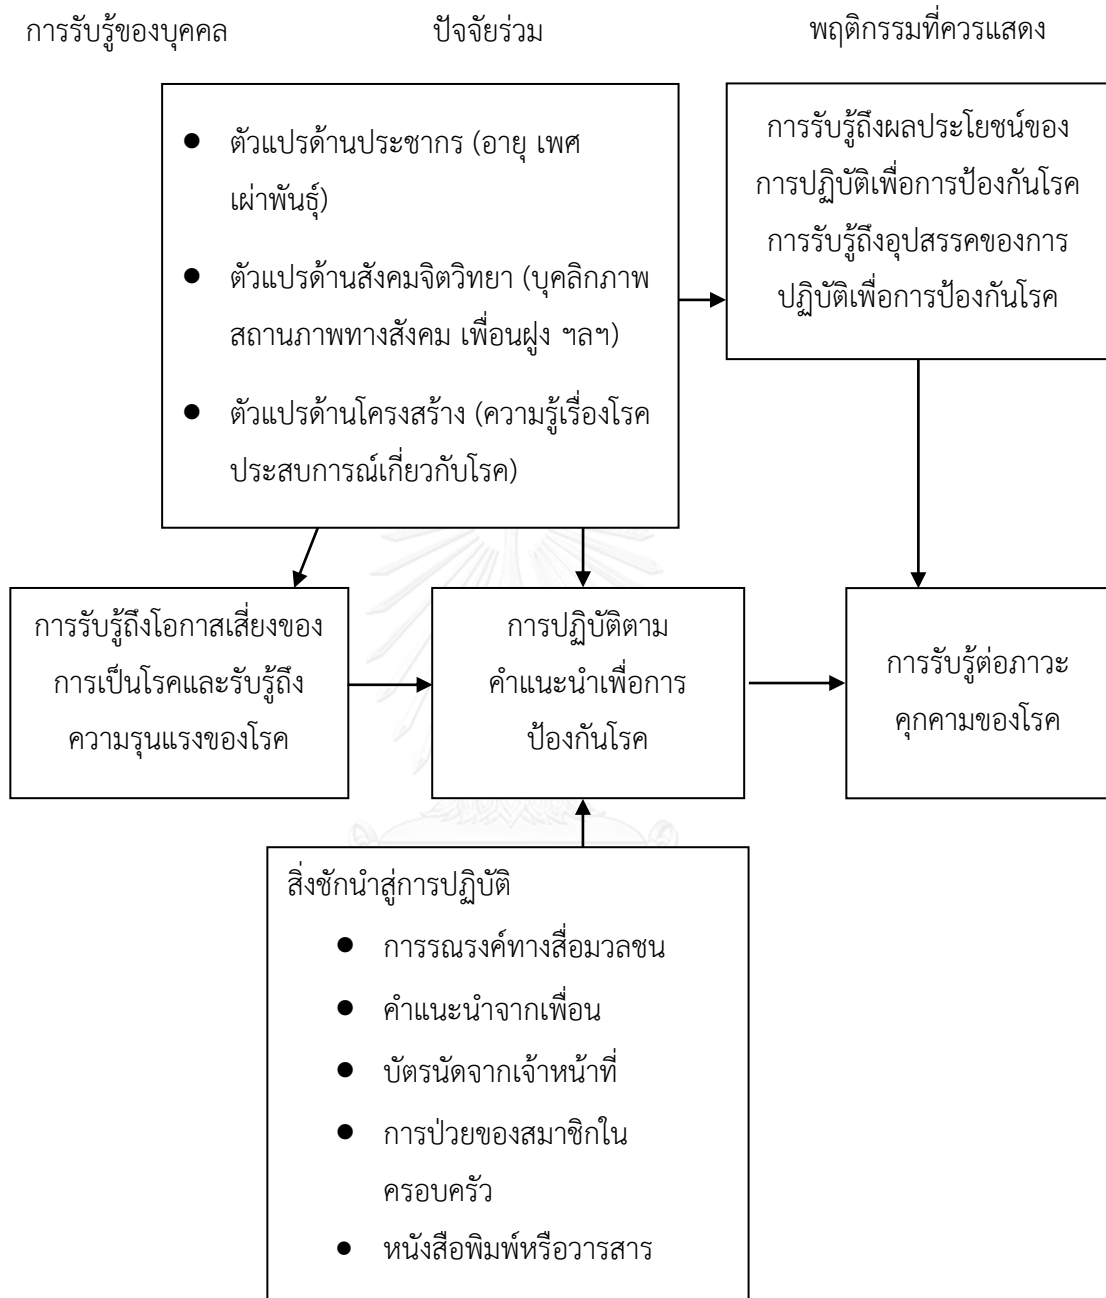 การรับรู้ของบุคคล
ปัจจัยร่วม
พฤติกรรมที่ควรแสดง
● ตัวแปรด้านประชากร (อายุ เพศ
เผ่าพันธุ์)
● ตัวแปรด้านสังคมจิตวิทยา (บุคลิกภาพ
สถานภาพทางสังคม เพื่อนฝูง ฯลฯ)
● ตัวแปรด้านโครงสร้าง (ความรู้เรื่องโรค
ประสบการณ์เกี่ยวกับโรค)
การรับรู้ถึงผลประโยชน์ของ
การปฏิบัติเพื่อการป้องกันโรค
การรับรู้ถึงอุปสรรคของการ
ปฏิบัติเพื่อการป้องกันโรค
การรับรู้ถึงโอกาสเสี่ยงของ
การเป็นโรคและรับรู้ถึง
ความรุนแรงของโรค
การปฏิบัติตาม
คำแนะนำเพื่อการ
ป้องกันโรค
การรับรู้ต่อภาวะ
คุกคามของโรค
สิ่งชักนำสู่การปฏิบัติ
● การรณรงค์ทางสื่อมวลชน
● คำแนะนำจากเพื่อน
● บัตรนัดจากเจ้าหน้าที่
● การป่วยของสมาชิกใน
ครอบครัว
● หนังสือพิมพ์หรือวารสาร